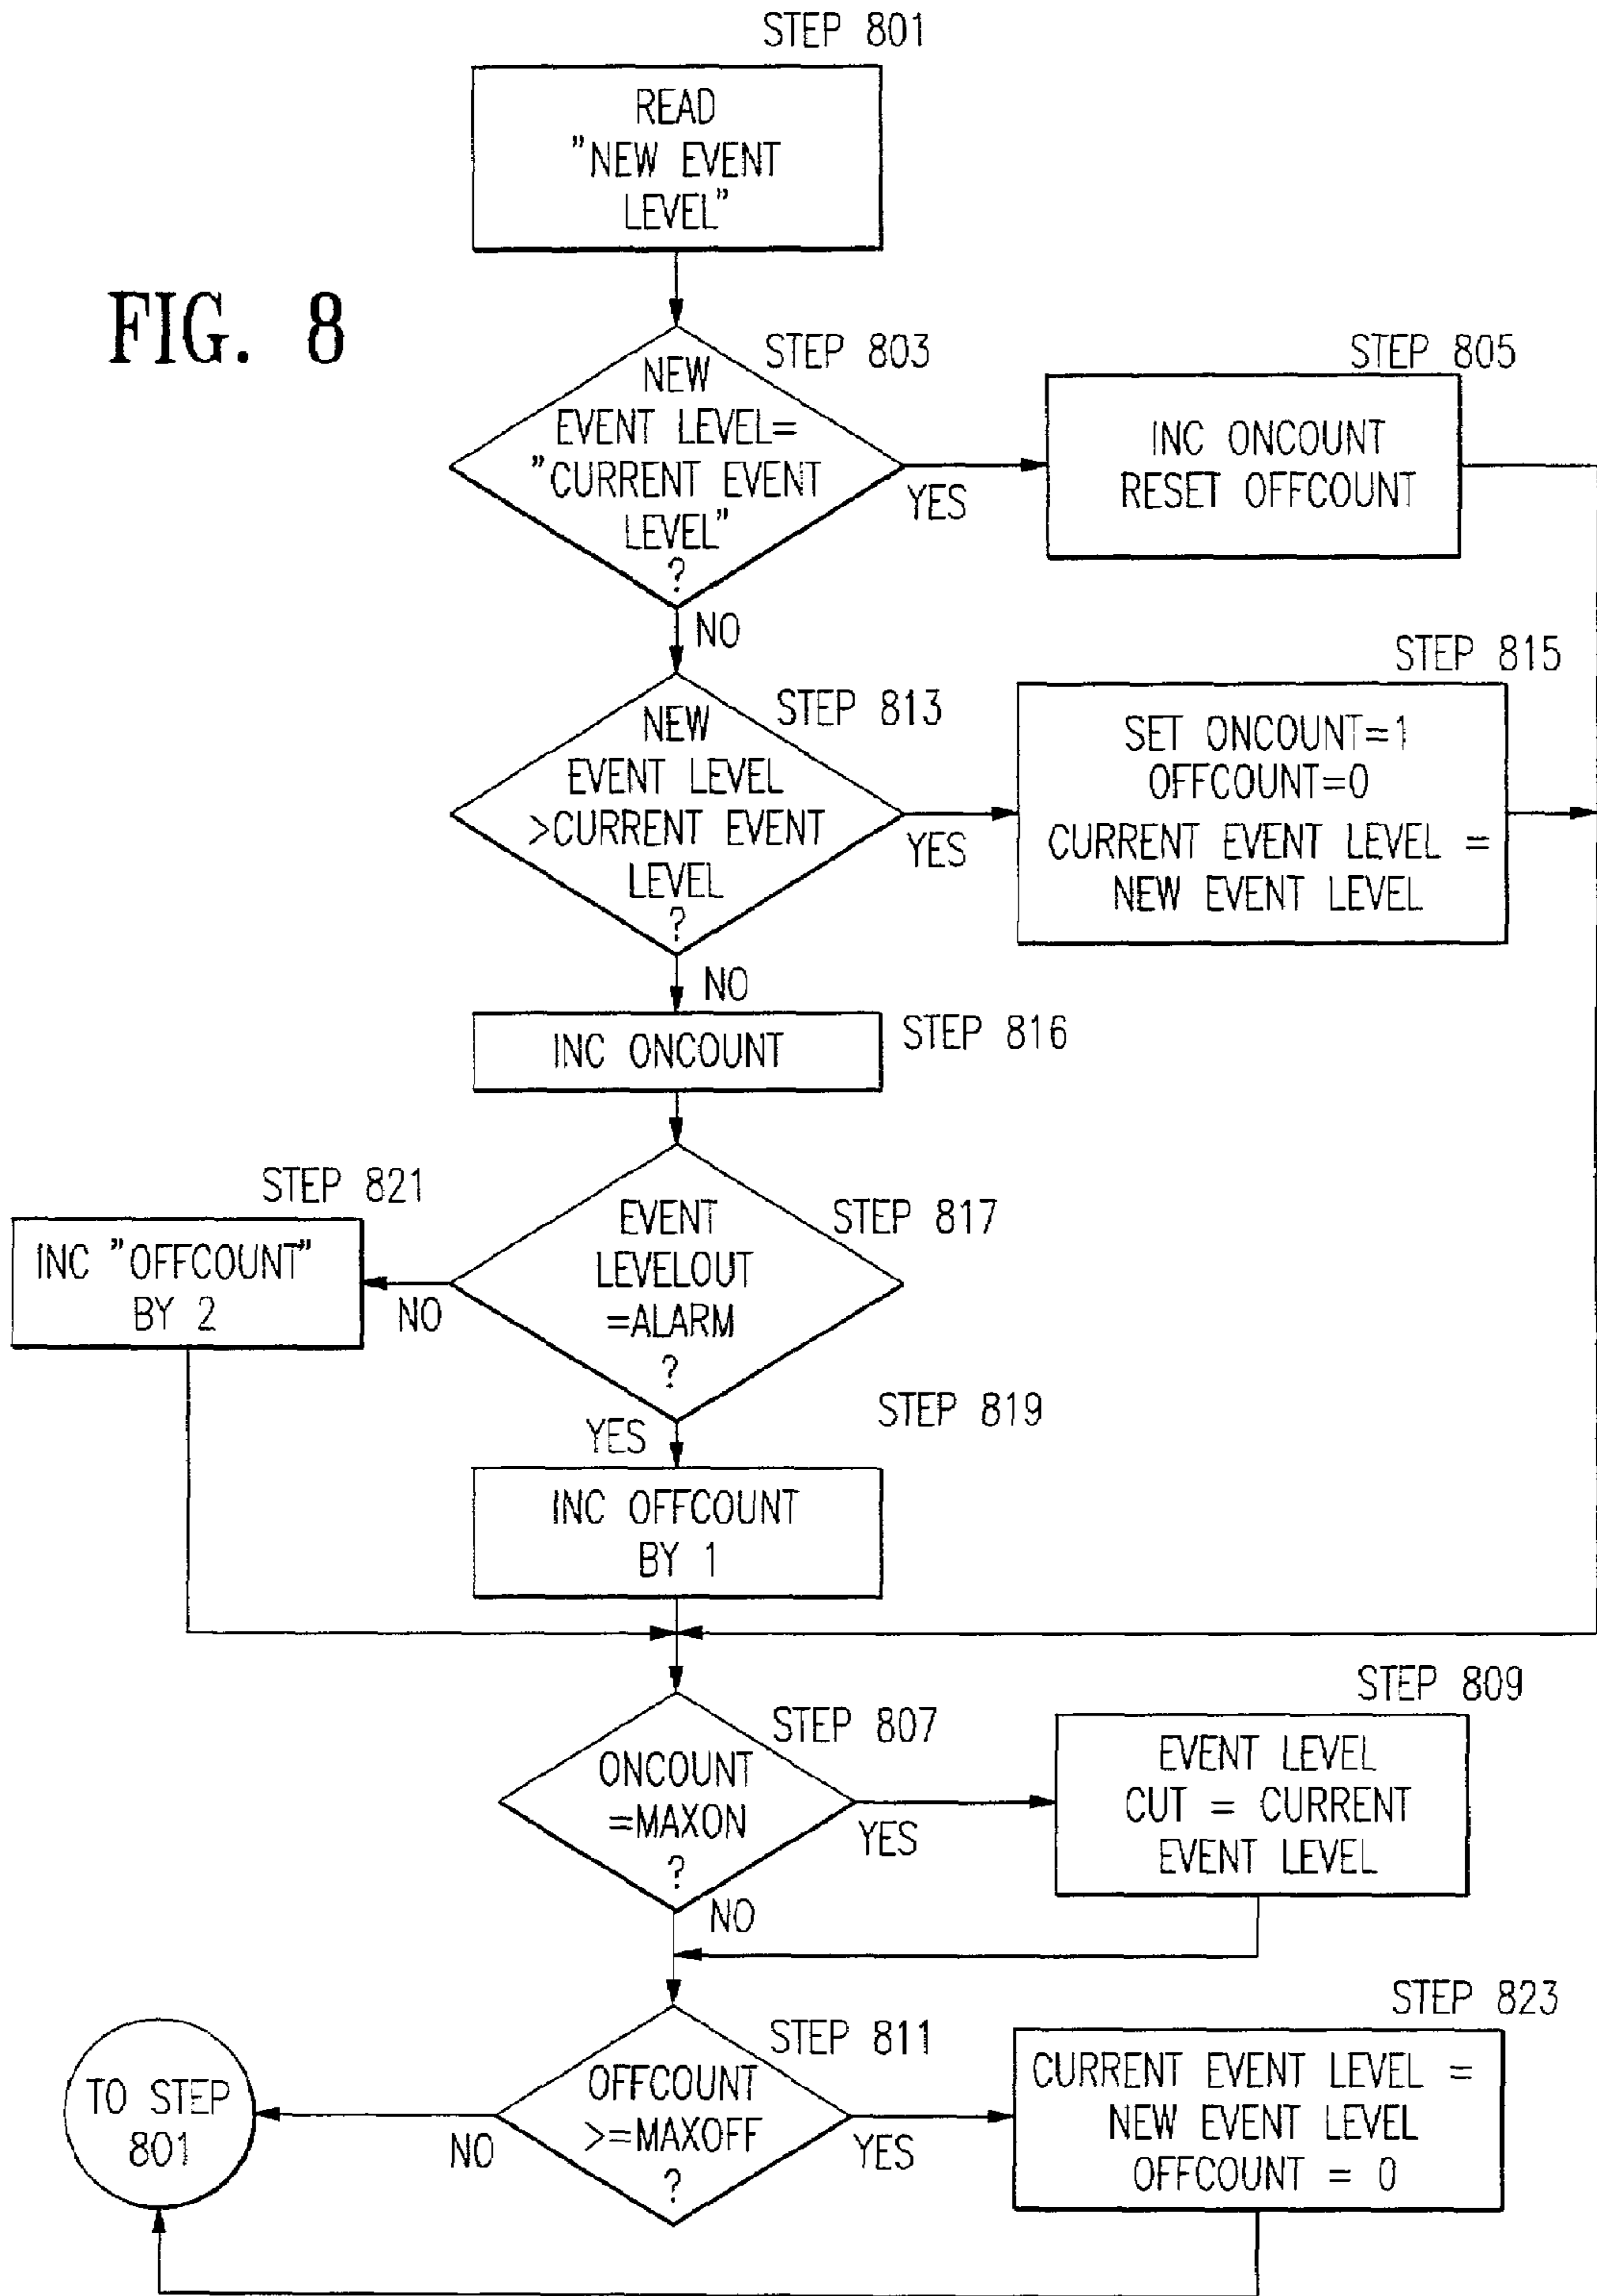 STEP 801
READ
"NEW EVENT
LEVEL"
FIG. 8
STEP 803
NEW
EVENT LEVEL=
"CURRENT EVENT
LEVEL"
?
YES
NO
STEP 805
INC ONCOUNT
RESET OFFCOUNT
STEP 813
NEW
EVENT LEVEL
>CURRENT EVENT
LEVEL
?
YES
NO
STEP 815
SET ONCOUNT=1
OFFCOUNT=0
CURRENT EVENT LEVEL =
NEW EVENT LEVEL
INC ONCOUNT
STEP 816
STEP 821
INC "OFFCOUNT"
BY 2
STEP 817
EVENT
LEVELOUT
=ALARM
?
NO
YES
STEP 819
INC OFFCOUNT
BY 1
STEP 807
ONCOUNT
=MAXON
?
YES
NO
STEP 809
EVENT LEVEL
CUT = CURRENT
EVENT LEVEL
STEP 811
OFFCOUNT
>=MAXOFF
?
NO
YES
STEP 823
CURRENT EVENT LEVEL =
NEW EVENT LEVEL
OFFCOUNT = 0
TO STEP
801